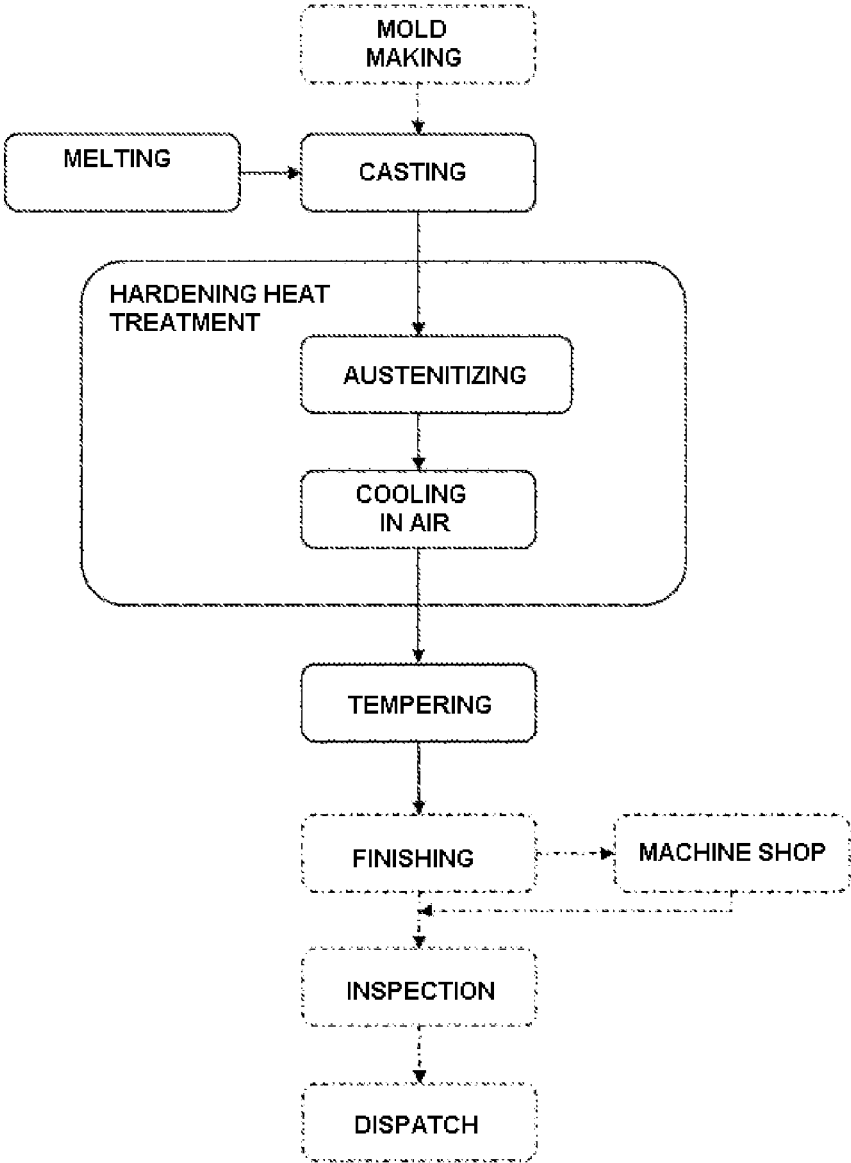 MOLD
MAKING
MELTING
CASTING
HARDENING HEAT
TREATMENT
AUSTENITIZING
COOLING
IN AIR
TEMPERING
FINISHING
MACHINE SHOP
INSPECTION
DISPATCH